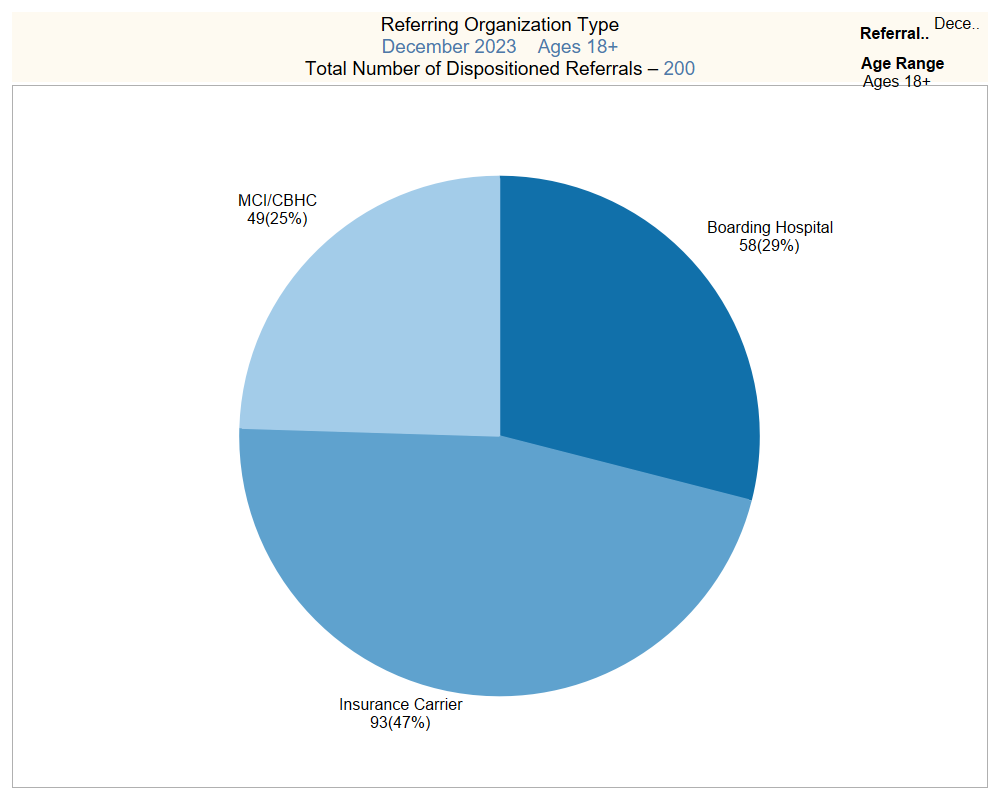 Referring Organization Type
December 2023 Ages 18+
Total Number of Dispositioned Referrals – 200
Referral.. Dece..
Age Range
Ages 18+
MCI/CBHC
49(25%)
Boarding Hospital
58(29%)
Insurance Carrier
93(47%)